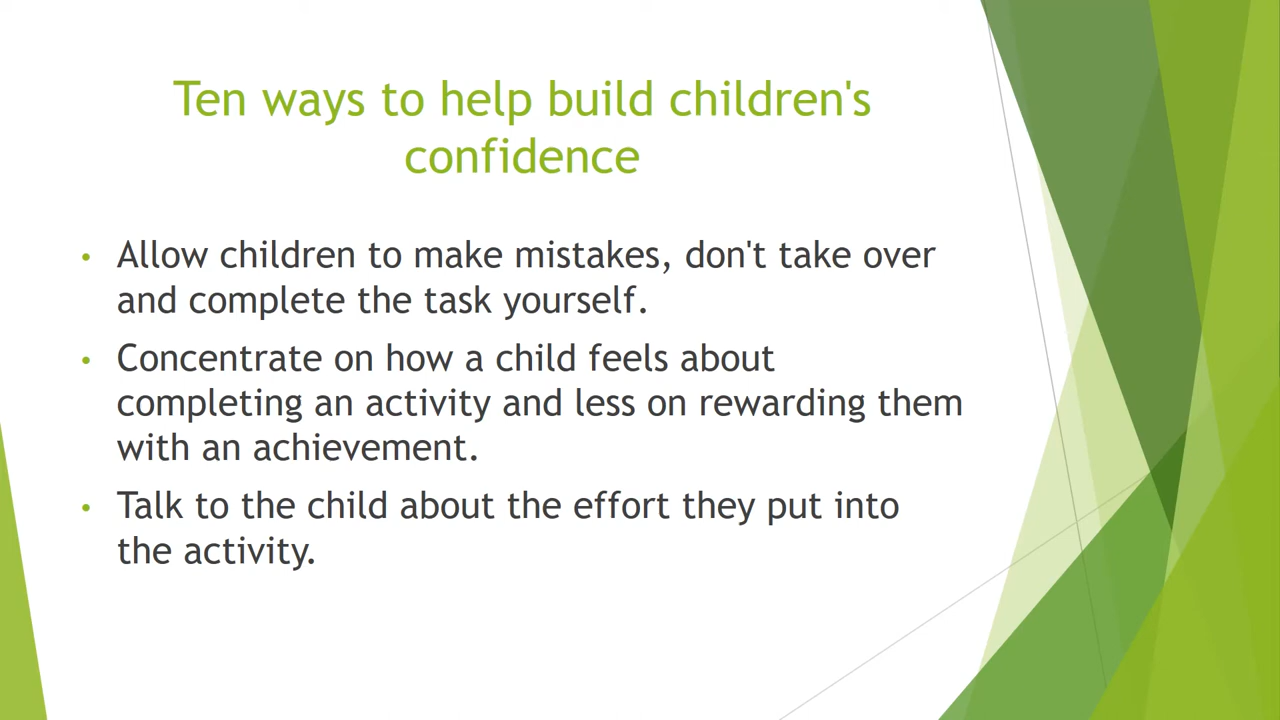 Ten ways to help build children's
confidence
• Allow children to make mistakes, don't take over
and complete the task yourself.
• Concentrate on how a child feels about
completing an activity and less on rewarding them
with an achievement.
• Talk to the child about the effort they put into
the activity.